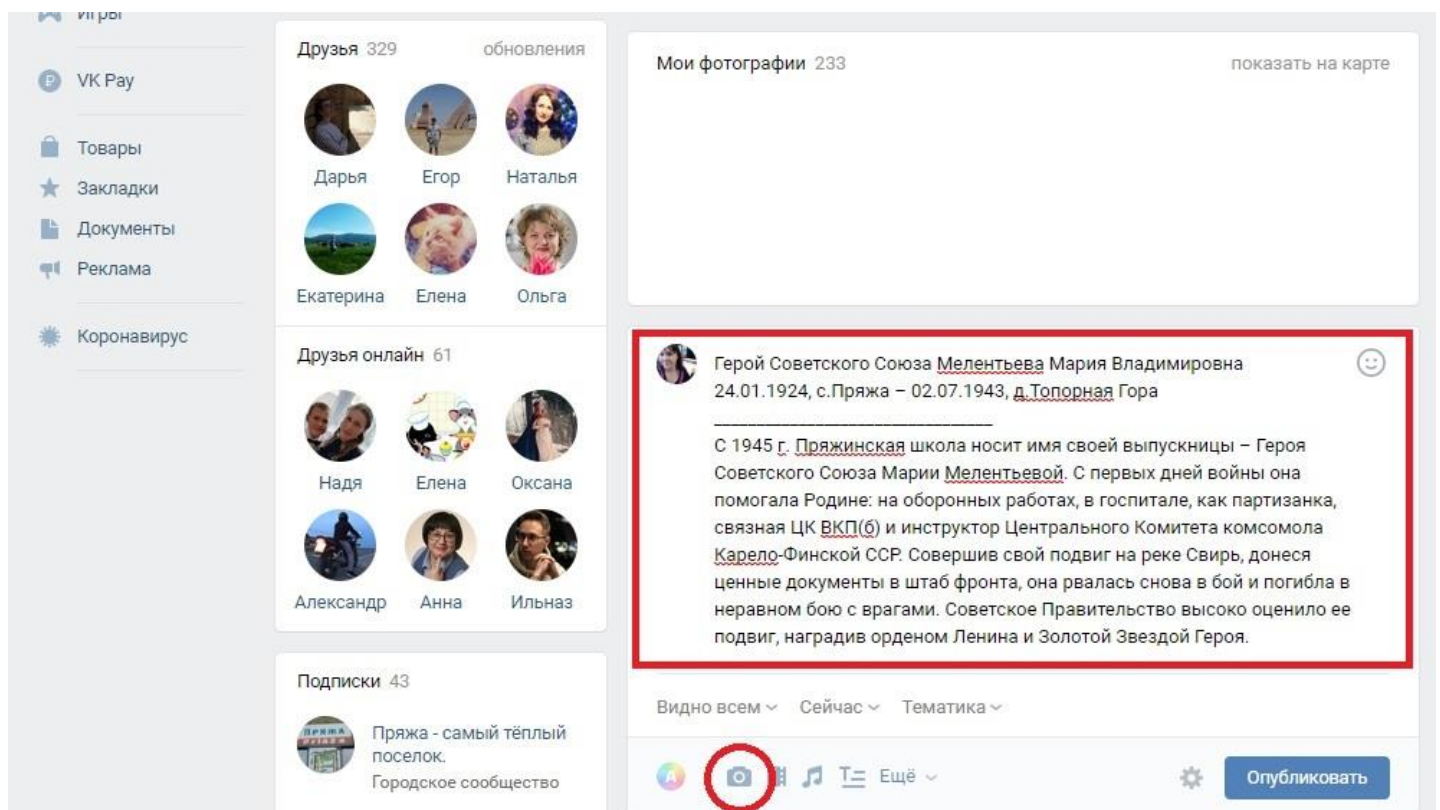 Игры
VK Pay
Товары
Закладки
Документы
Реклама
Коронавирус
Друзья 329 обновления
Дарья Егор Наталья
Екатерина Елена Ольга
Друзья онлайн 61
Надя Елена Оксана
Александр Анна Ильназ
Подписки 43
ПРЯЖА
Пряжа - самый тёплый
поселок.
Городское сообщество
Мои фотографии 233 показать на карте
Герой Советского Союза Мелентьева Мария Владимировна
24.01.1924, с.Пряжа – 02.07.1943, д.Топорная Гора
_________________________________
С 1945 г. Пряжинская школа носит имя своей выпускницы – Героя
Советского Союза Марии Мелентьевой. С первых дней войны она
помогала Родине: на оборонных работах, в госпитале, как партизанка,
связная ЦК ВКП(б) и инструктор Центрального Комитета комсомола
Карело-Финской ССР. Совершив свой подвиг на реке Свирь, донеся
ценные документы в штаб фронта, она рвалась снова в бой и погибла в
неравном бою с врагами. Советское Правительство высоко оценило ее
подвиг, наградив орденом Ленина и Золотой Звездой Героя.
Видно всем Сейчас Тематика
Ещё Опубликовать